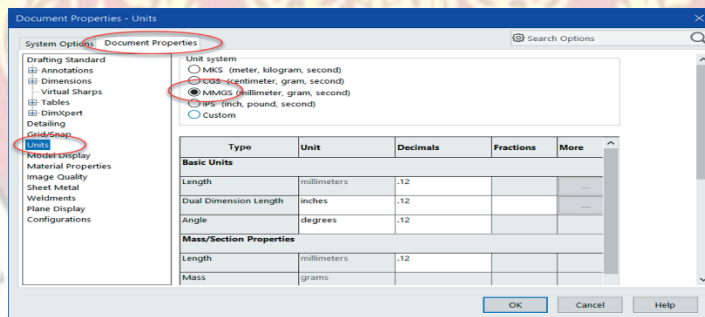 Document Properties - Units
System Options
Document Properties
Search Options
Drafting Standard
Annotations
Dimensions
Virtual Sharps
Tables
DimXpert
Detailing
Grid/Snap
Units
Model Display
Material Properties
Image Quality
Sheet Metal
Weldments
Plane Display
Configurations
Unit system
MKS (meter, kilogram, second)
CGS (centimeter, gram, second)
MMGS (millimeter, gram, second)
IPS (inch, pound, second)
Custom
Type Unit Decimals Fractions More
Basic Units
Length millimeters .12 ...
Dual Dimension Length inches .12 ...
Angle degrees .12
Mass/Section Properties
Length millimeters .12
Mass grams
OK Cancel Help